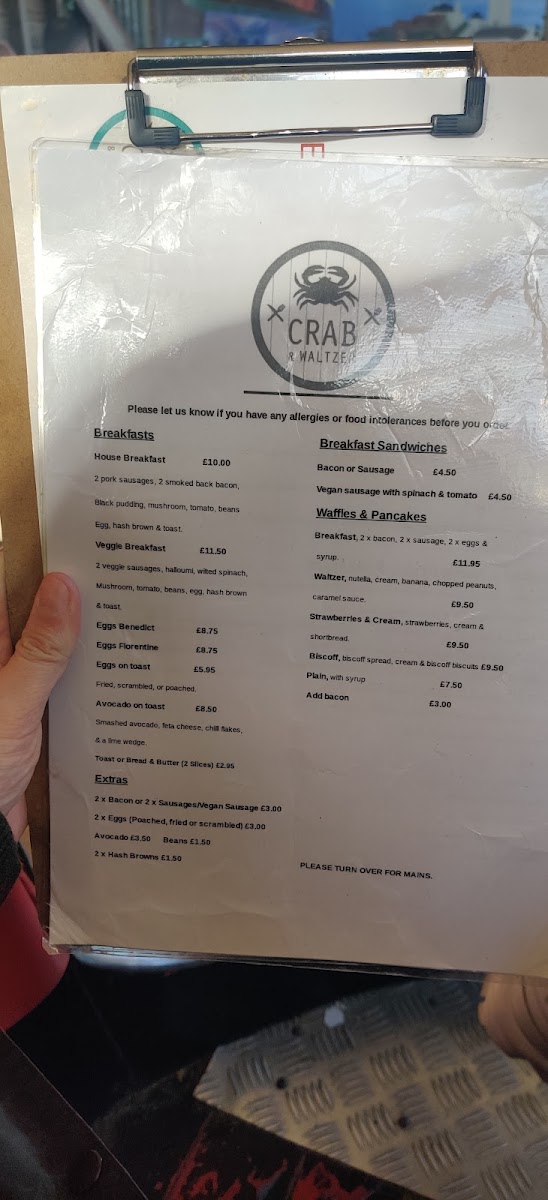 CRAB
& WALTZER
Please let us know if you have any allergies or food intolerances before you order.
Breakfasts
House Breakfast £10.00
2 pork sausages, 2 smoked back bacon,
Black pudding, mushroom, tomato, beans
Egg, hash brown & toast.
Veggie Breakfast £11.50
2 veggie sausages, halloumi, wilted spinach,
Mushroom, tomato, beans, egg, hash brown
& toast.
Eggs Benedict £8.75
Eggs Florentine £8.75
Eggs on toast £5.95
Fried, scrambled, or poached.
Avocado on toast £8.50
Smashed avocado, feta cheese, chilli flakes,
& a lime wedge.
Toast or Bread & Butter (2 Slices) £2.95
Extras
2 x Bacon or 2 x Sausages/Vegan Sausage £3.00
2 x Eggs (Poached, fried or scrambled) £3.00
Avocado £3.50 Beans £1.50
2 x Hash Browns £1.50
Breakfast Sandwiches
Bacon or Sausage £4.50
Vegan sausage with spinach & tomato £4.50
Waffles & Pancakes
Breakfast, 2 x bacon, 2 x sausage, 2 x eggs &
syrup. £11.95
Waltzer, nutella, cream, banana, chopped peanuts,
caramel sauce. £9.50
Strawberries & Cream, strawberries, cream &
shortbread. £9.50
Biscoff, biscoff spread, cream & biscoff biscuits £9.50
Plain, with syrup £7.50
Add bacon £3.00
PLEASE TURN OVER FOR MAINS.